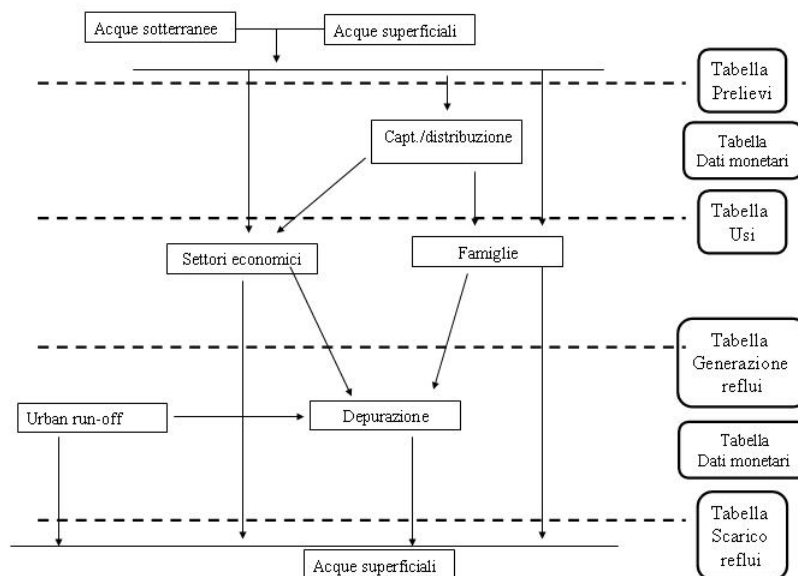 Acque sotterranee
Acque superficiali
Tabella
Prelievi
Capt./distribuzione
Tabella
Dati monetari
Tabella
Usi
Settori economici
Famiglie
Tabella
Generazione
reflui
Urban run-off
Depurazione
Tabella
Dati monetari
Tabella
Scarico
reflui
Acque superficiali